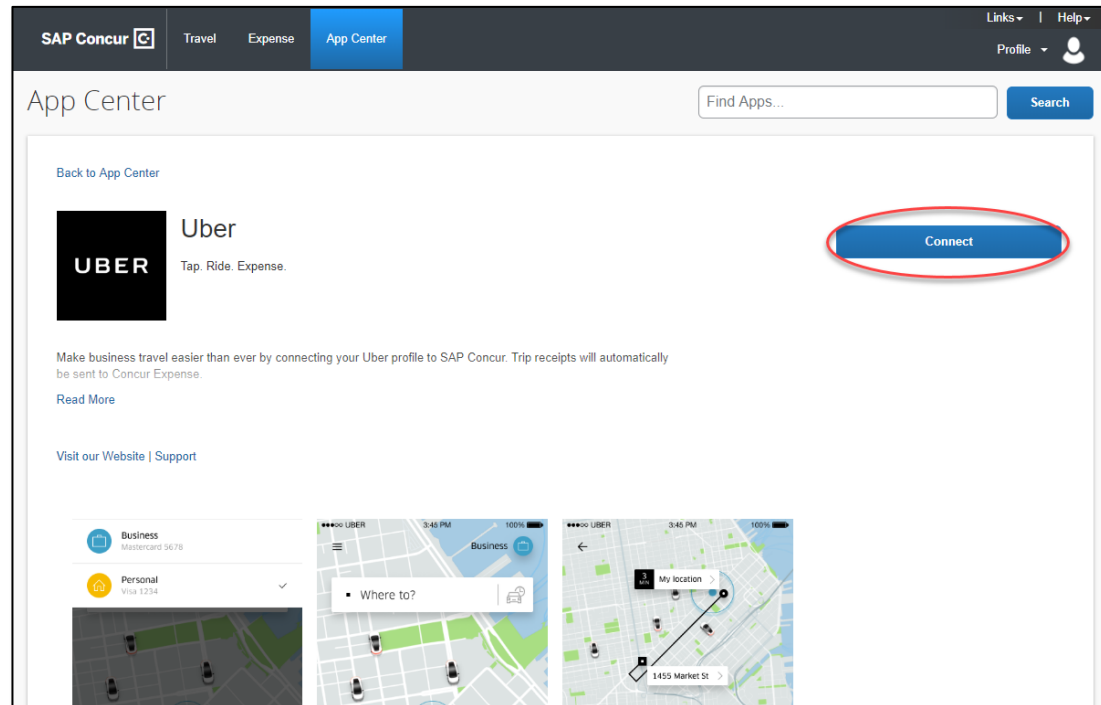 Links | Help
SAP Concur C Travel Expense App Center
Profile
App Center
Find Apps...
Search
Back to App Center
UBER
Uber
Tap. Ride. Expense.
Connect
Make business travel easier than ever by connecting your Uber profile to SAP Concur. Trip receipts will automatically
be sent to Concur Expense.
Read More
Visit our Website | Support
Business
Mastercard 5678
Personal
Visa 1234
UBER 3:45 PM 100%
Business
Where to?
UBER 3:45 PM 100%
3 MIN My location >
1455 Market St >